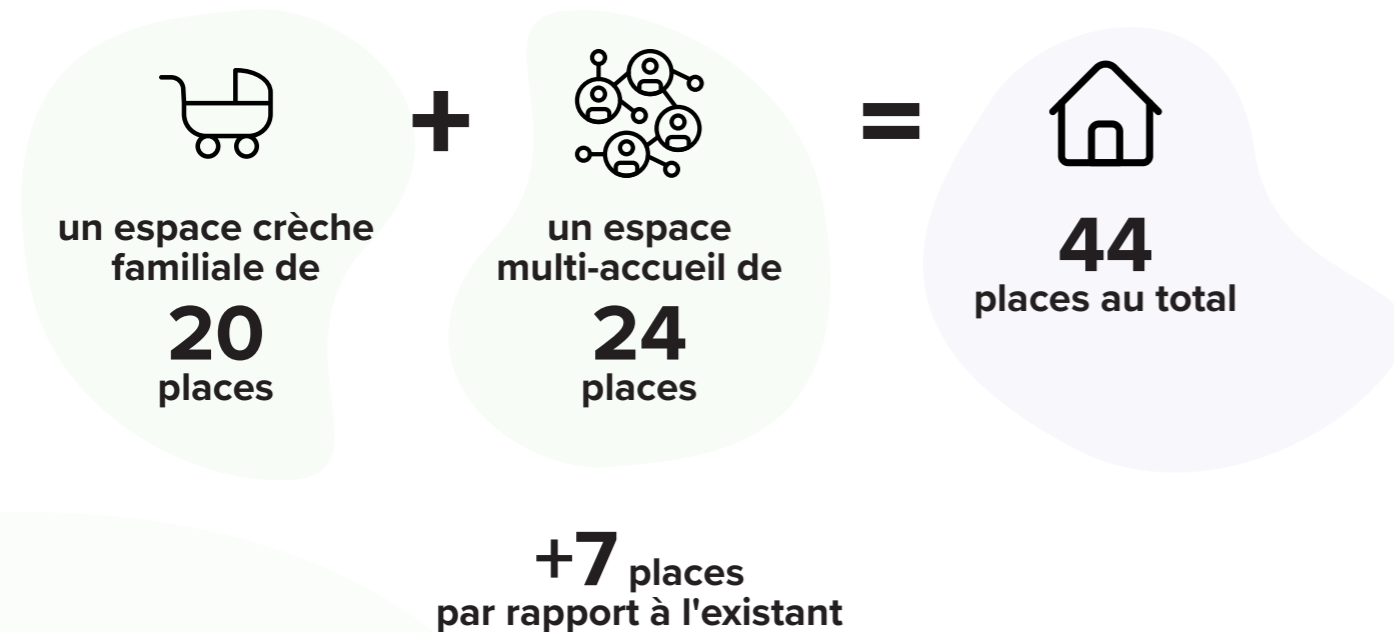 +
=
un espace crèche
familiale de
20
places
un espace
multi-accueil de
24
places
44
places au total
+7 places
par rapport à l'existant